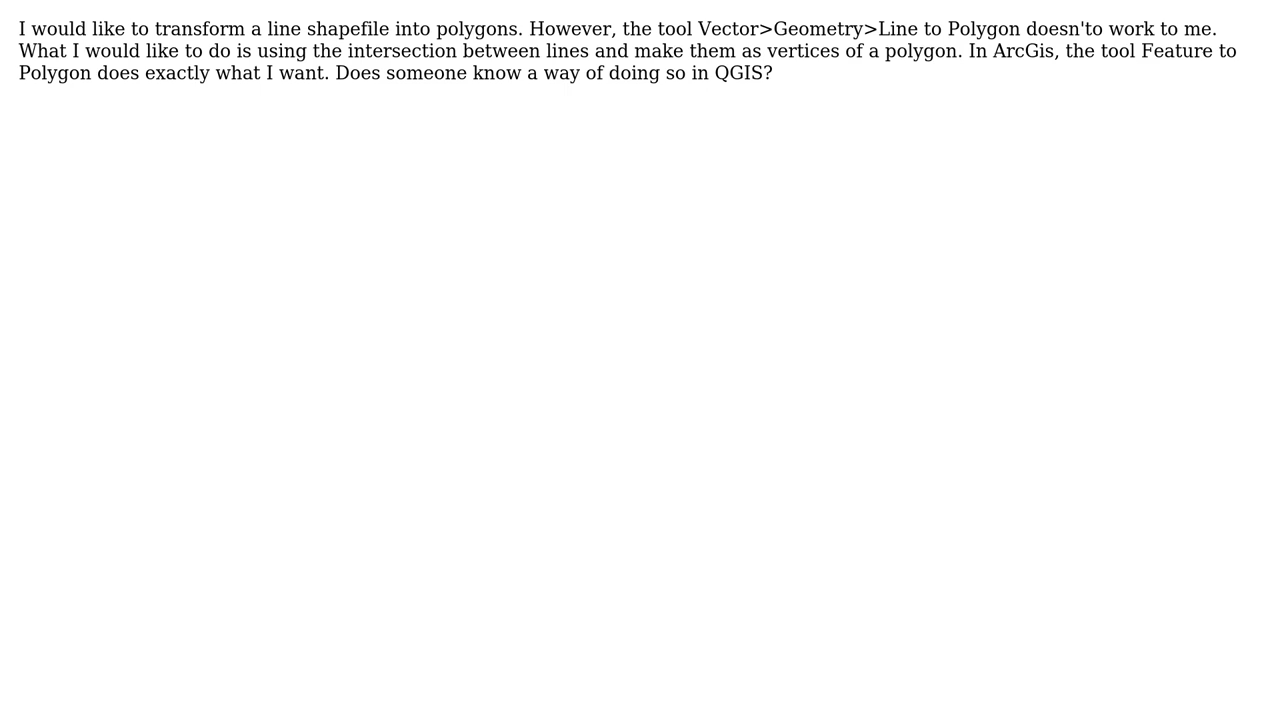 I would like to transform a line shapefile into polygons. However, the tool Vector>Geometry>Line to Polygon doesn'to work to me.
What I would like to do is using the intersection between lines and make them as vertices of a polygon. In ArcGis, the tool Feature to
Polygon does exactly what I want. Does someone know a way of doing so in QGIS?